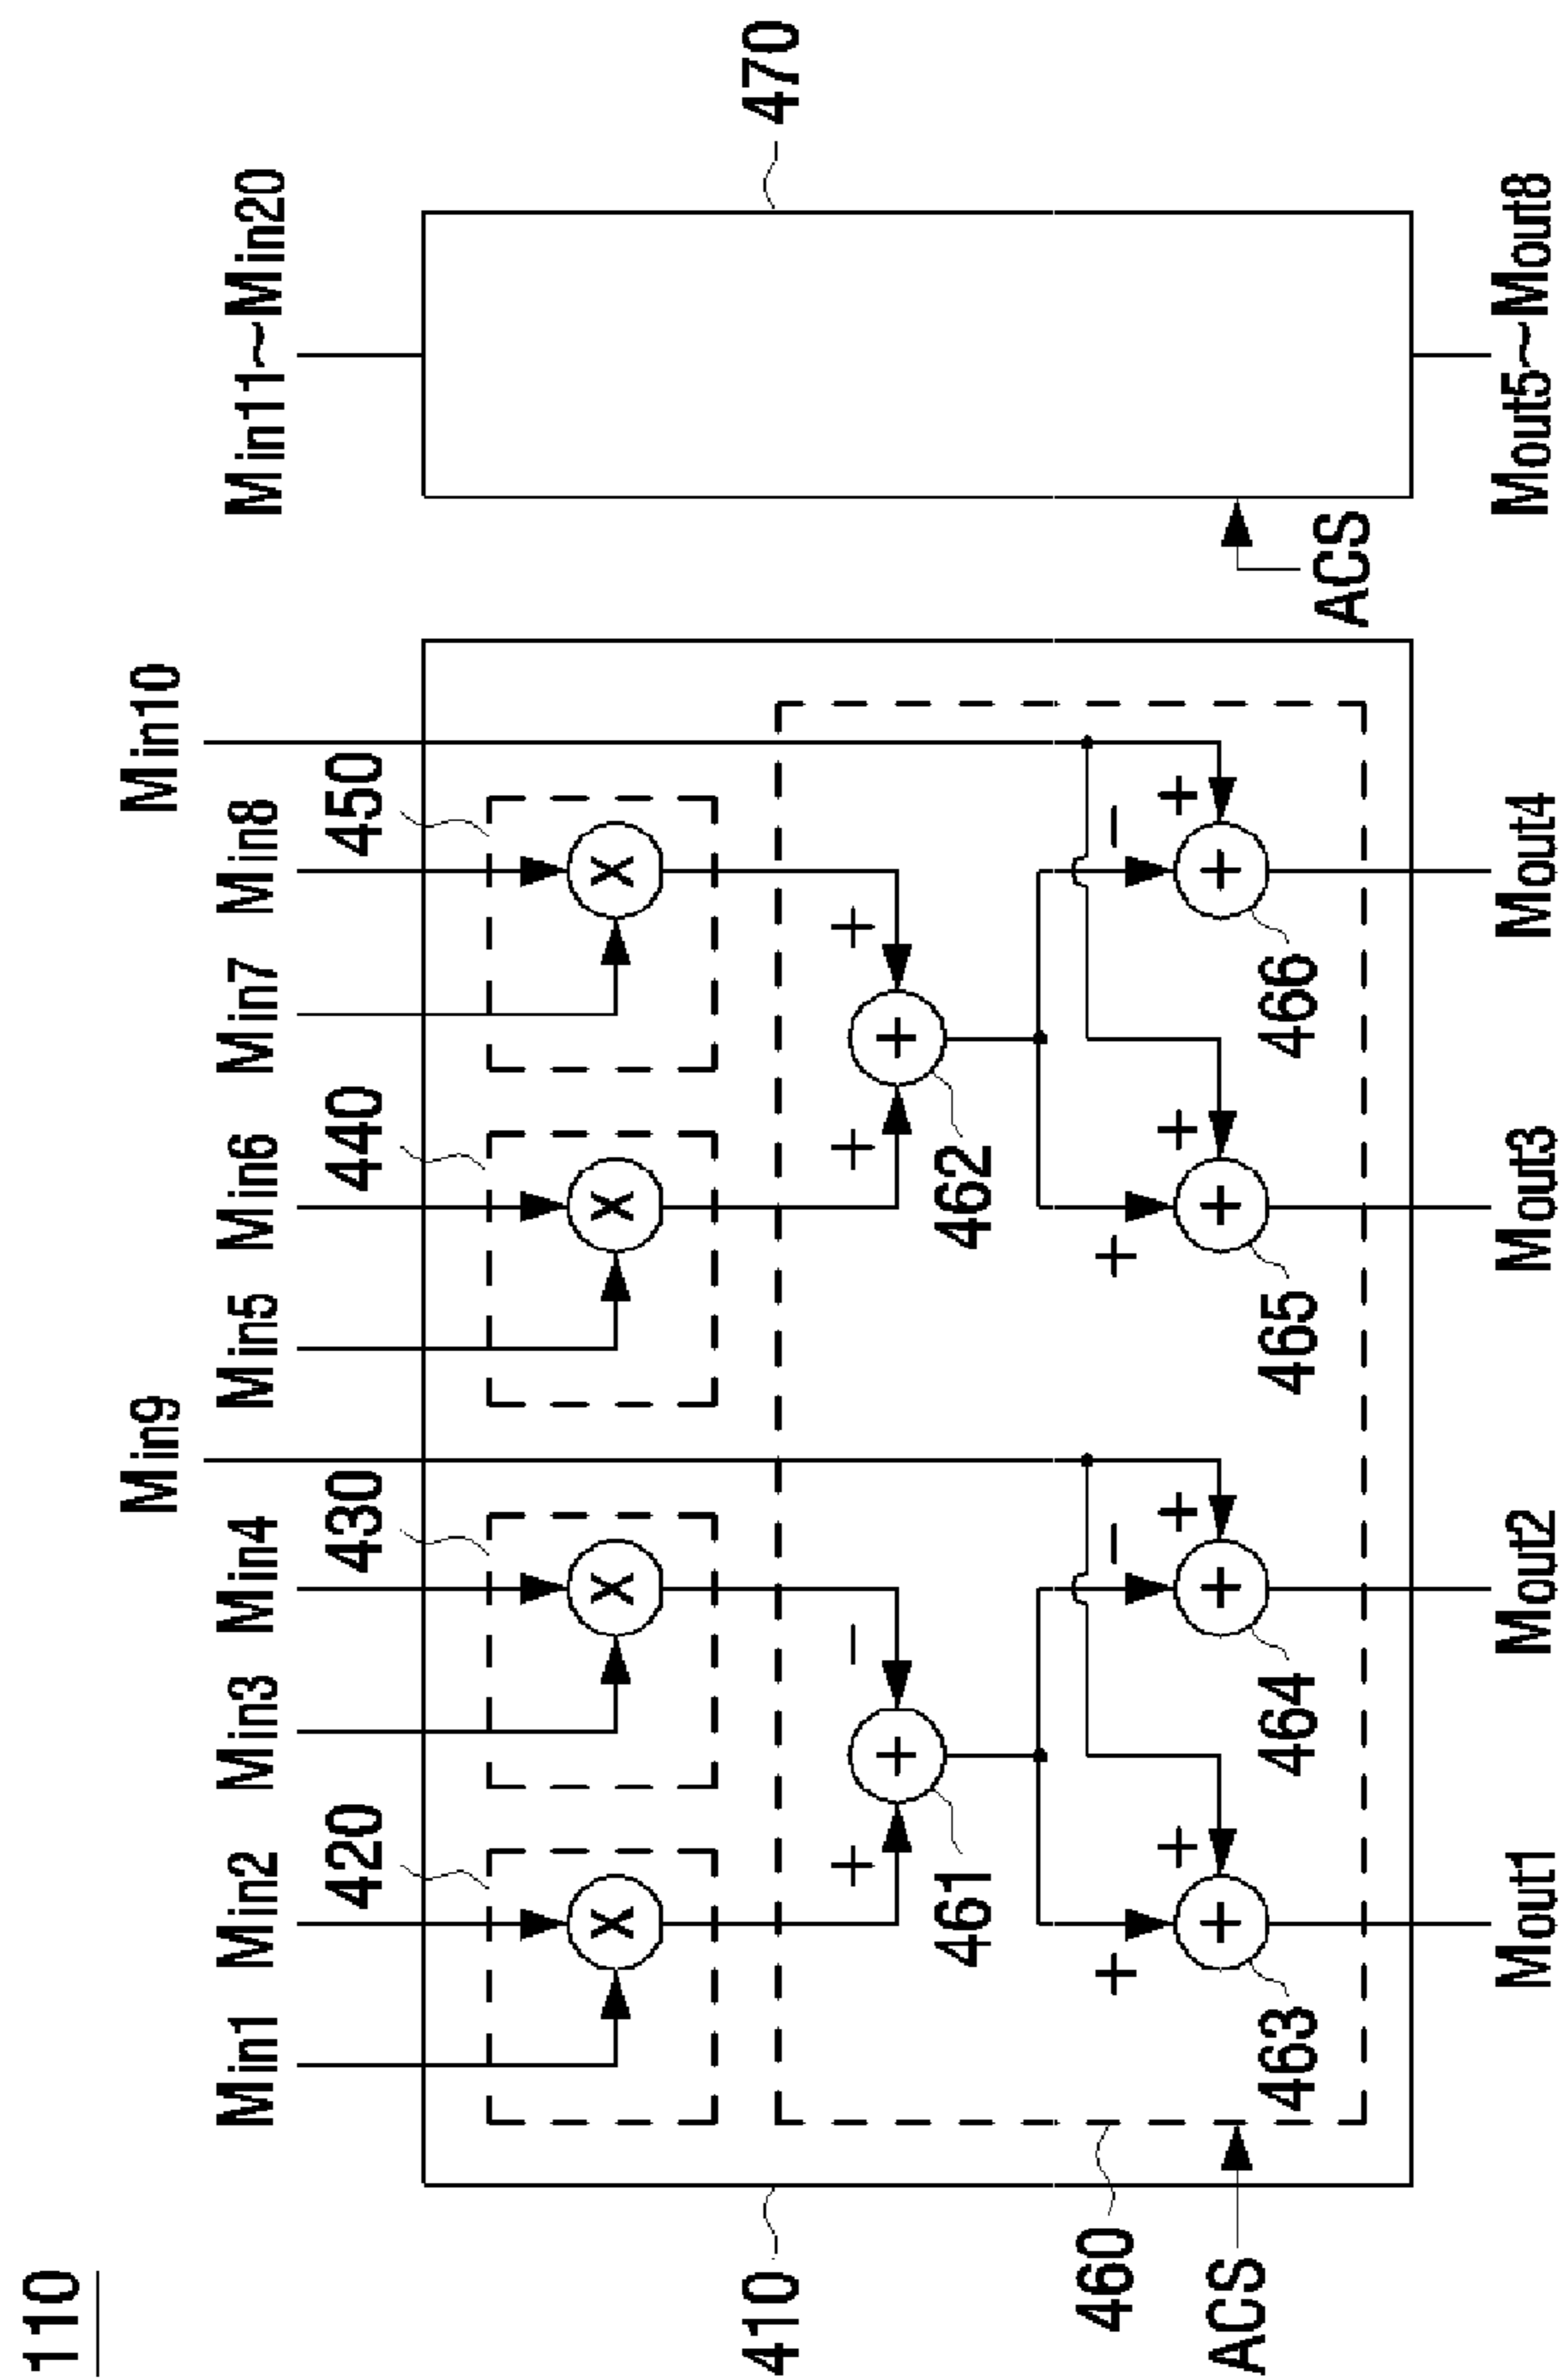 110
Min9
Min10
Min1
Min2
Min3
Min4
Min5
Min6
Min7
Min8
Min11~Min20
420
430
440
450
x
x
x
x
410
470
+
-
+
+
+
+
461
462
460
+
+
-
+
+
+
-
+
+
+
+
+
ACS
463
464
465
466
ACS
Mout1
Mout2
Mout3
Mout4
Mout5~Mout8